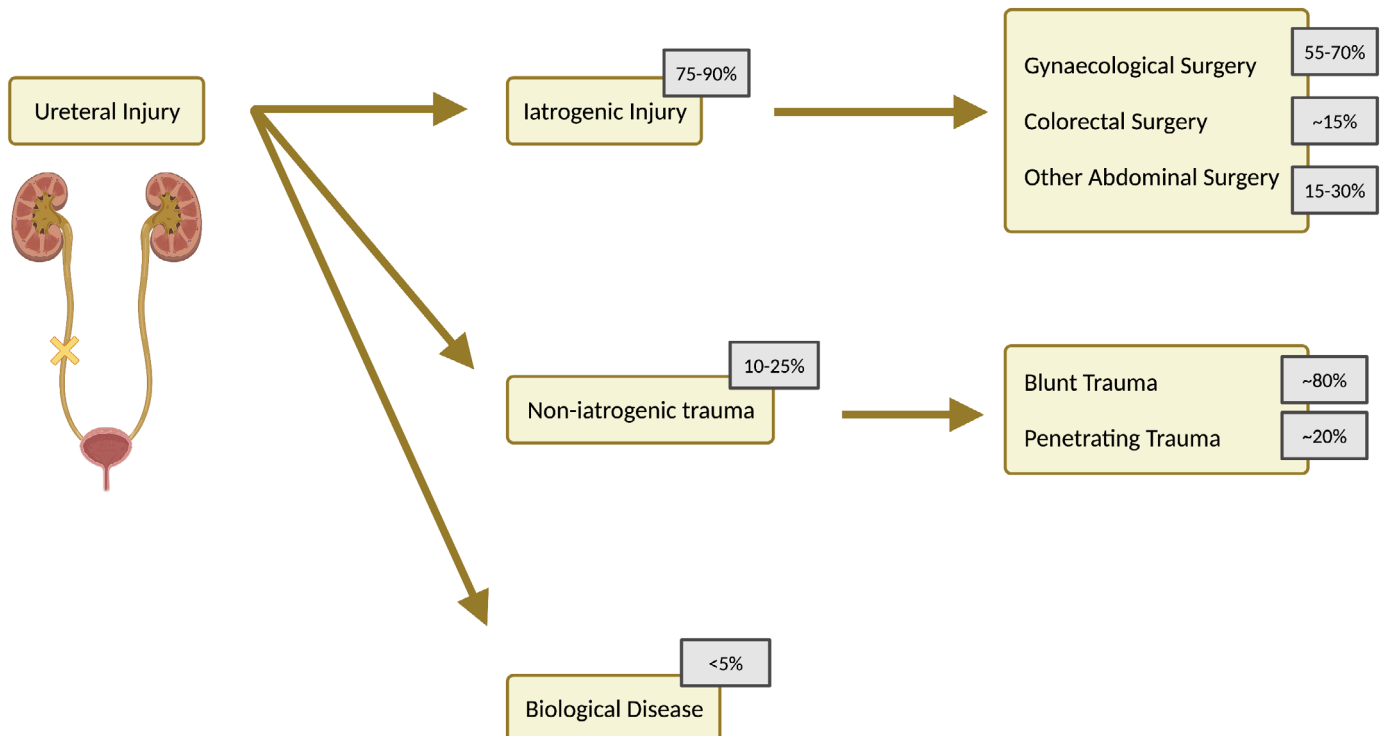 Ureteral Injury
75-90%
Iatrogenic Injury
Gynaecological Surgery
55-70%
Colorectal Surgery
~15%
Other Abdominal Surgery
15-30%
10-25%
Non-iatrogenic trauma
Blunt Trauma
~80%
Penetrating Trauma
~20%
<5%
Biological Disease